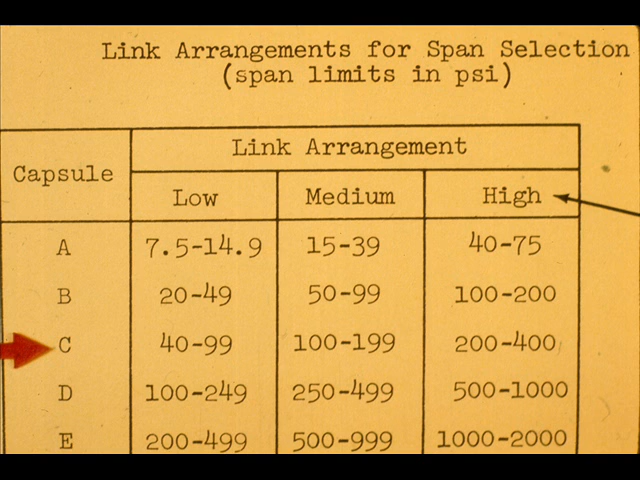 Link Arrangements for Span Selection
(span limits in psi)
Capsule Link Arrangement
Low Medium High
A 7.5-14.9 15-39 40-75
B 20-49 50-99 100-200
C 40-99 100-199 200-400
D 100-249 250-499 500-1000
E 200-499 500-999 1000-2000